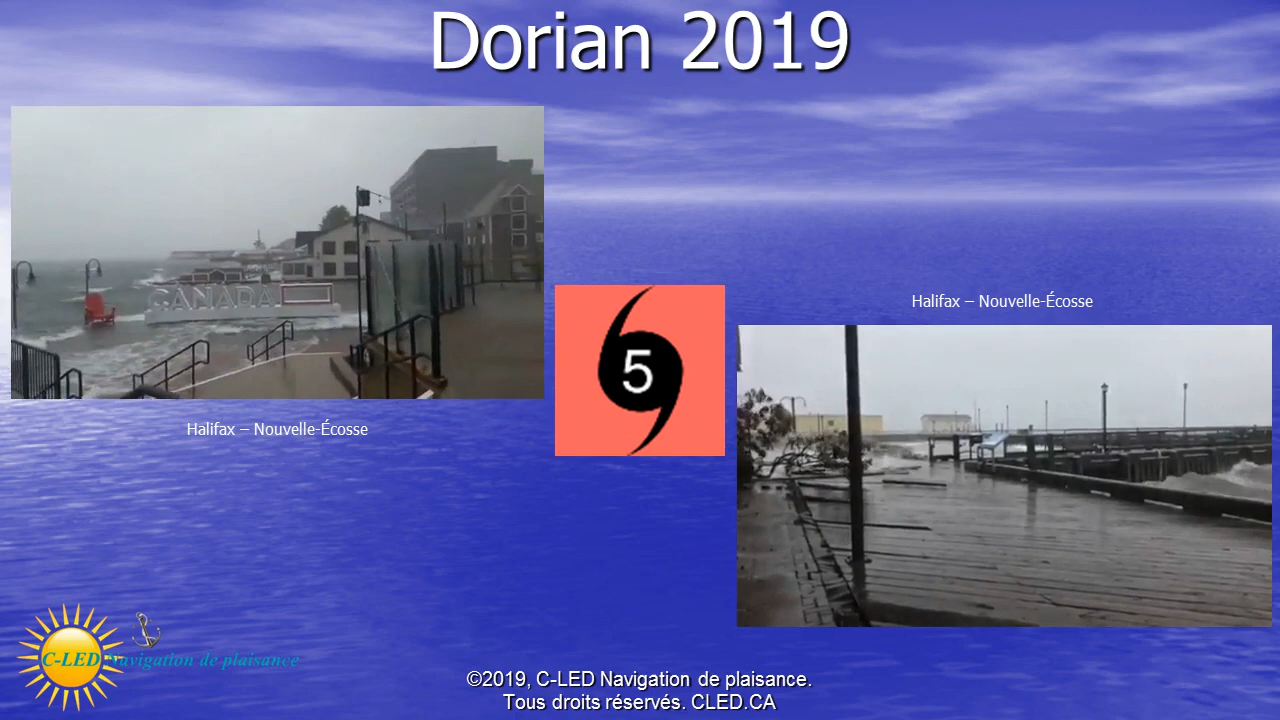 Dorian 2019
CANADA
Halifax – Nouvelle-Écosse
5
Halifax – Nouvelle-Écosse
C-LED Navigation de plaisance
©2019, C-LED Navigation de plaisance.
Tous droits réservés. CLED.CA